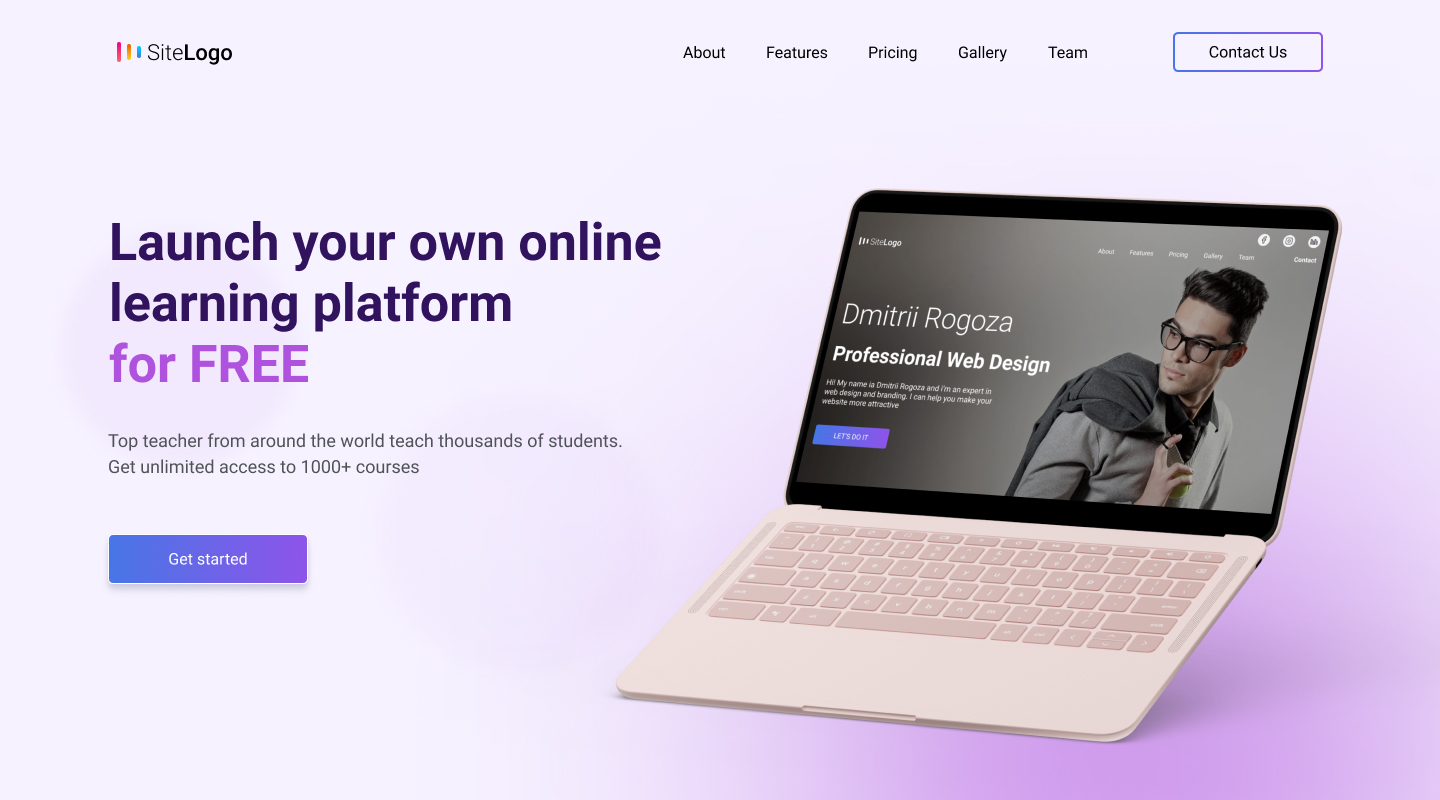 SiteLogo
About Features Pricing Gallery Team Contact Us
Launch your own online
learning platform
for FREE
Top teacher from around the world teach thousands of students.
Get unlimited access to 1000+ courses
Get started
SiteLogo
About Features Pricing Gallery Team Contact
Dmitrii Rogoza
Professional Web Design
Hi! My name ia Dmitrii Rogoza and I'm an expert in
web design and branding. I can help you make your
website more attractive
LET'S DO IT